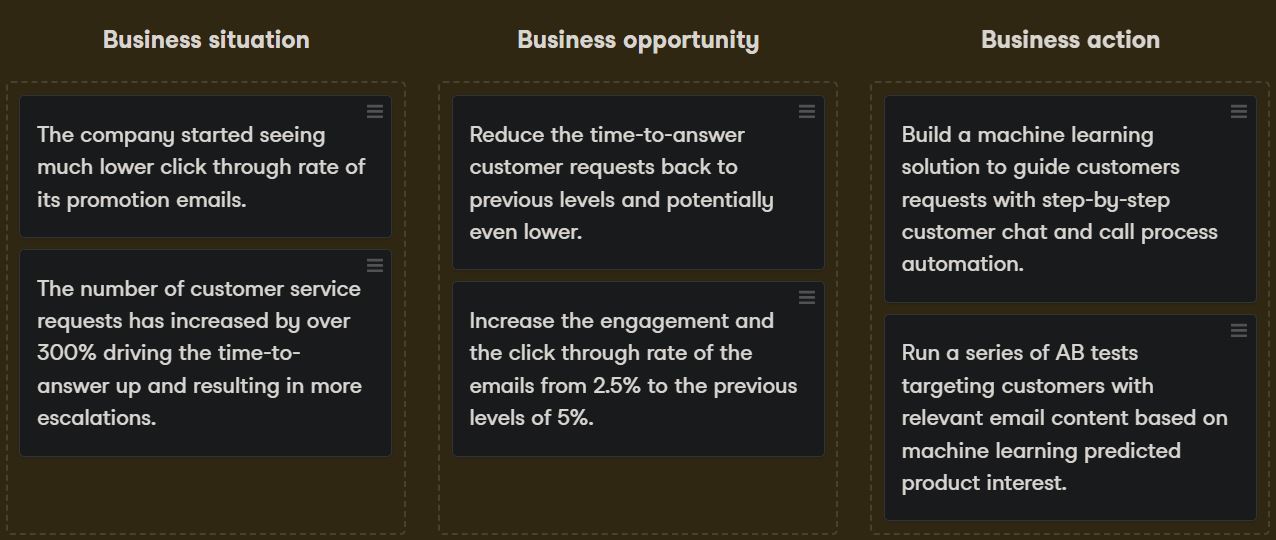 Business situation
Business opportunity
Business action
The company started seeing
much lower click through rate of
its promotion emails.
The number of customer service
requests has increased by over
300% driving the time-to-
answer up and resulting in more
escalations.
Reduce the time-to-answer
customer requests back to
previous levels and potentially
even lower.
Increase the engagement and
the click through rate of the
emails from 2.5% to the previous
levels of 5%.
Build a machine learning
solution to guide customers
requests with step-by-step
customer chat and call process
automation.
Run a series of AB tests
targeting customers with
relevant email content based on
machine learning predicted
product interest.